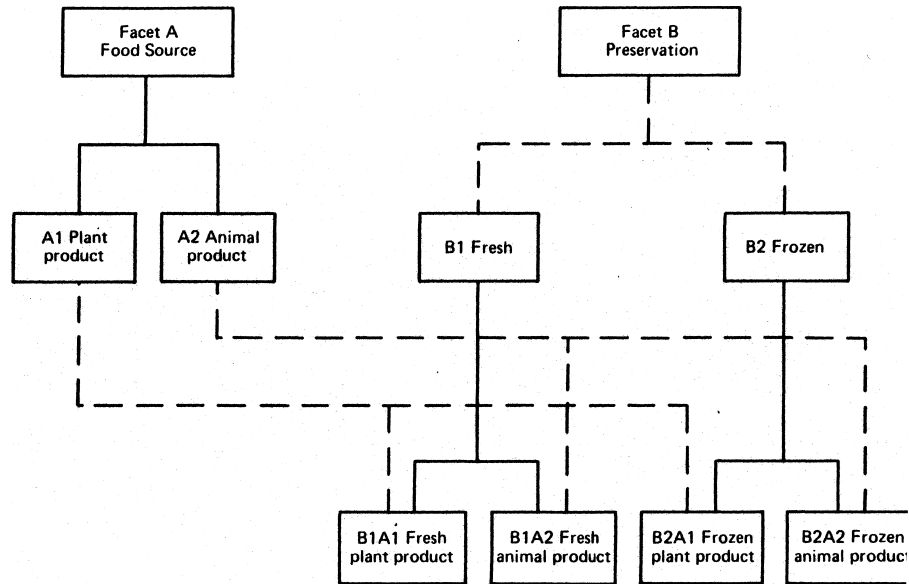 Facet A
Food Source
Facet B
Preservation
A1 Plant
product
A2 Animal
product
B1 Fresh
B2 Frozen
B1A1 Fresh
plant product
B1A2 Fresh
animal product
B2A1 Frozen
plant product
B2A2 Frozen
animal product